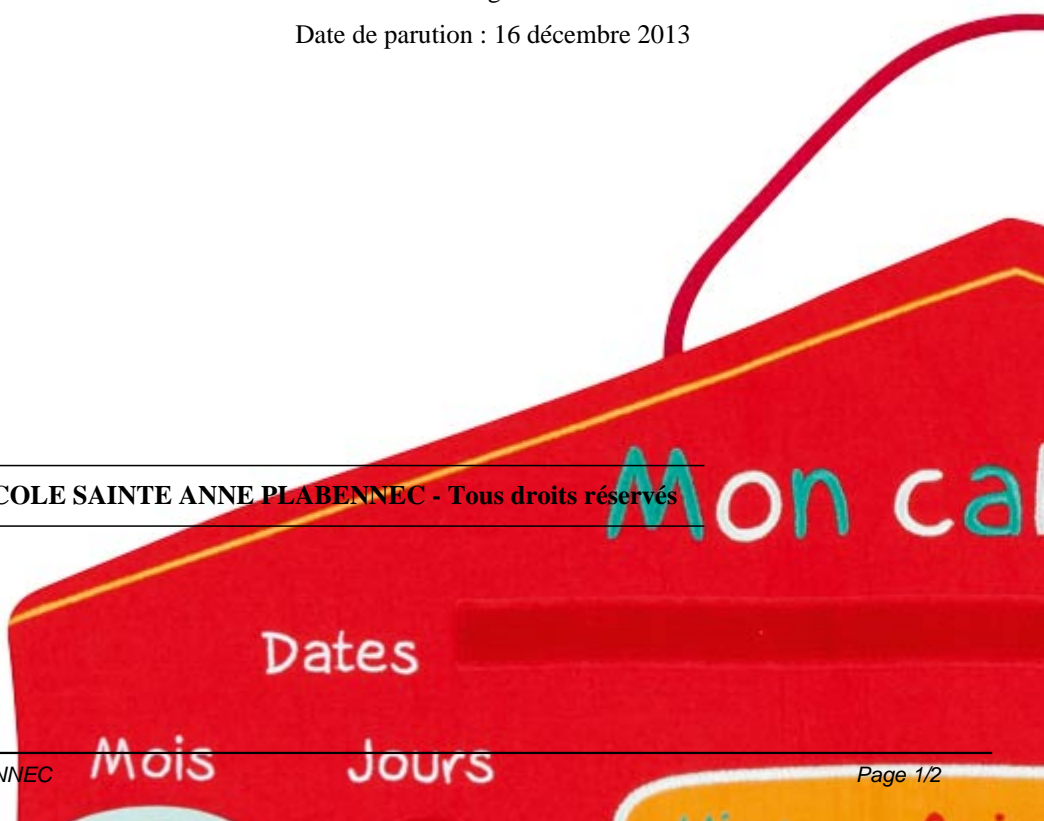 Date de parution : 16 décembre 2013
COLE SAINTE ANNE PLABENNEC - Tous droits réservés
Mon cal
Dates
Mois Jours
NNEC Page 1/2